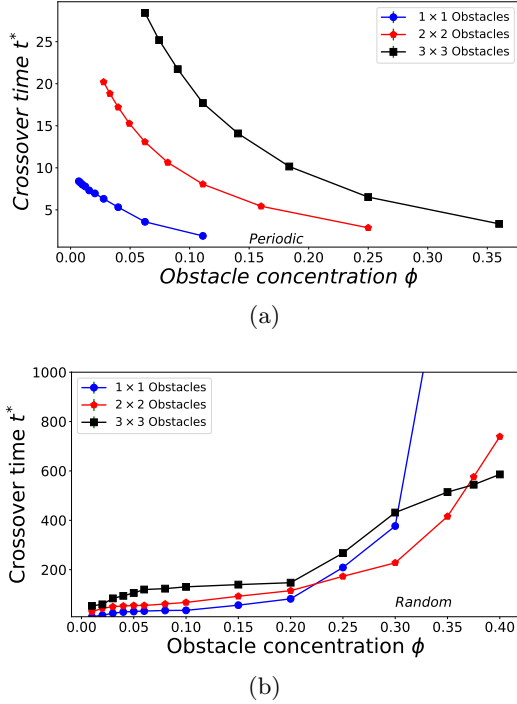 Crossover time t*
25
20
15
10
5
1 × 1 Obstacles
2 × 2 Obstacles
3 × 3 Obstacles
Periodic
0.00 0.05 0.10 0.15 0.20 0.25 0.30 0.35
Obstacle concentration ϕ
(a)
Crossover time t*
1000
800
600
400
200
1 × 1 Obstacles
2 × 2 Obstacles
3 × 3 Obstacles
Random
0.00 0.05 0.10 0.15 0.20 0.25 0.30 0.35 0.40
Obstacle concentration ϕ
(b)